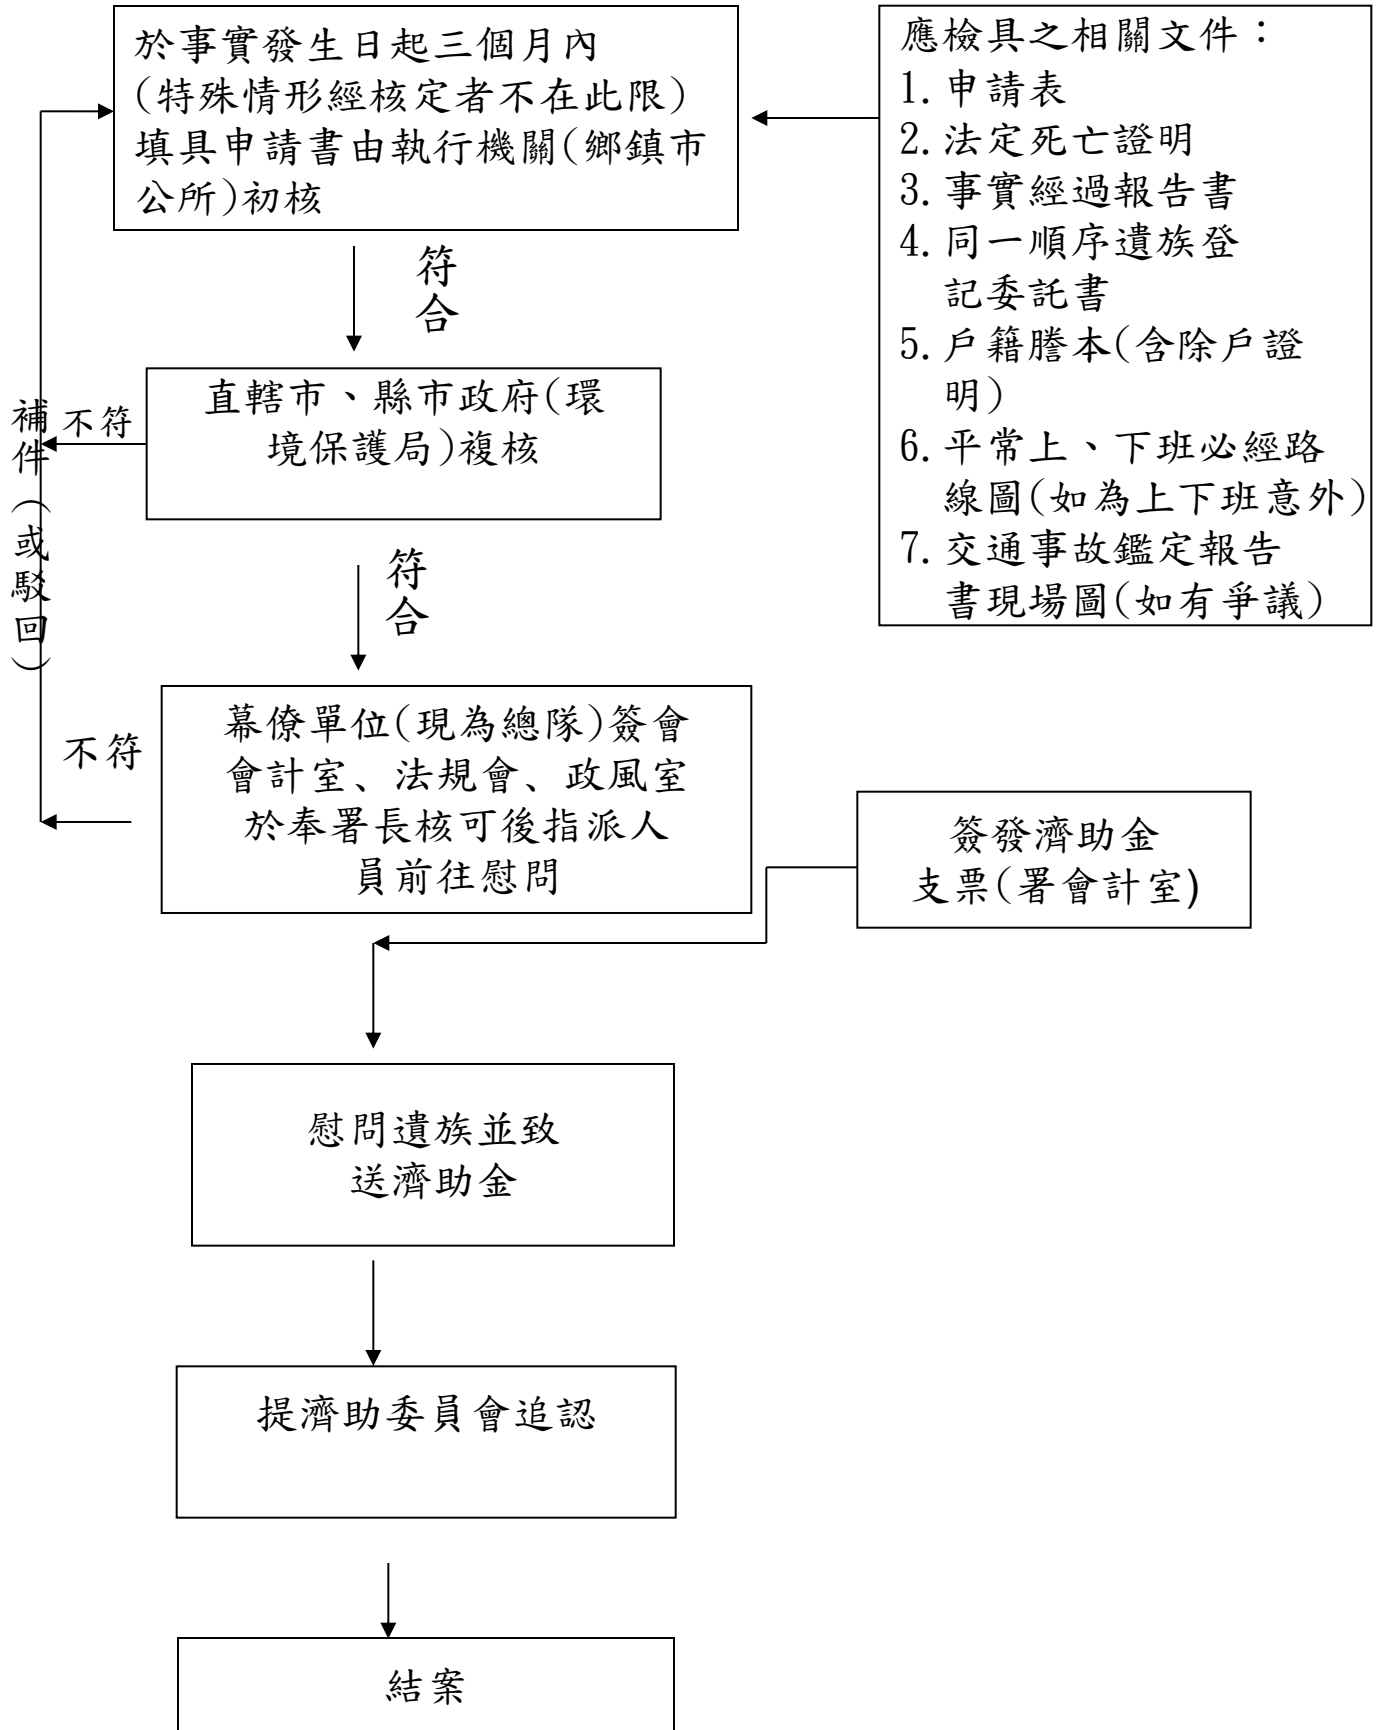 於事實發生日起三個月內
(特殊情形經核定者不在此限)
填具申請書由執行機關(鄉鎮市
公所)初核
應檢具之相關文件：
1.申請表
2.法定死亡證明
3.事實經過報告書
4.同一順序遺族登
記委託書
5.戶籍謄本(含除戶證
明)
6.平常上、下班必經路
線圖(如為上下班意外)
7.交通事故鑑定報告
書現場圖(如有爭議)
符合
直轄市、縣市政府(環
境保護局)複核
不符
補件（或駁回）
符合
幕僚單位(現為總隊)簽會
會計室、法規會、政風室
於奉署長核可後指派人
員前往慰問
不符
簽發濟助金
支票(署會計室)
慰問遺族並致
送濟助金
提濟助委員會追認
結案